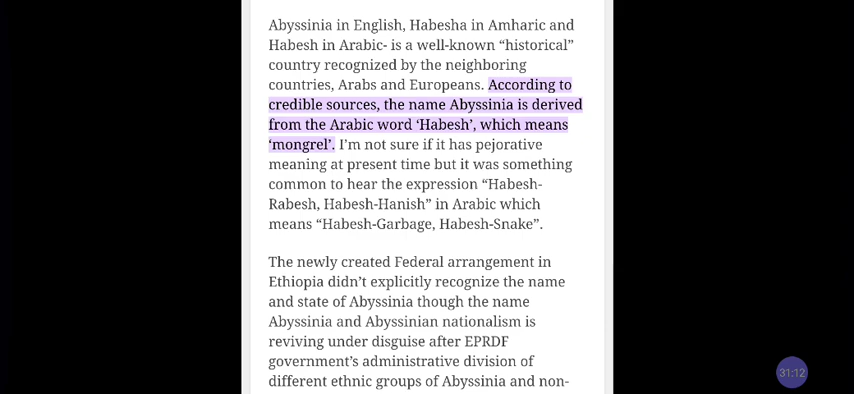 Abyssinia in English, Habesha in Amharic and
Habesh in Arabic- is a well-known “historical”
country recognized by the neighboring
countries, Arabs and Europeans. According to
credible sources, the name Abyssinia is derived
from the Arabic word ‘Habesh’, which means
‘mongrel’. I’m not sure if it has pejorative
meaning at present time but it was something
common to hear the expression “Habesh-
Rabesh, Habesh-Hanish” in Arabic which
means “Habesh-Garbage, Habesh-Snake”.
The newly created Federal arrangement in
Ethiopia didn’t explicitly recognize the name
and state of Abyssinia though the name
Abyssinia and Abyssinian nationalism is
reviving under disguise after EPRDF
government’s administrative division of
different ethnic groups of Abyssinia and non-
31:12